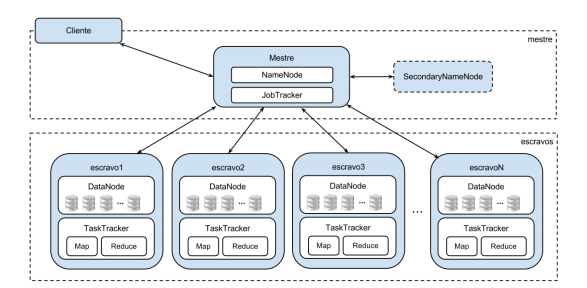 Cliente
mestre
Mestre
NameNode
JobTracker
SecondaryNameNode
escravos
escravo1
DataNode
...
TaskTracker
Map
Reduce
escravo2
DataNode
...
TaskTracker
Map
Reduce
escravo3
DataNode
...
TaskTracker
Map
Reduce
...
escravoN
DataNode
...
TaskTracker
Map
Reduce